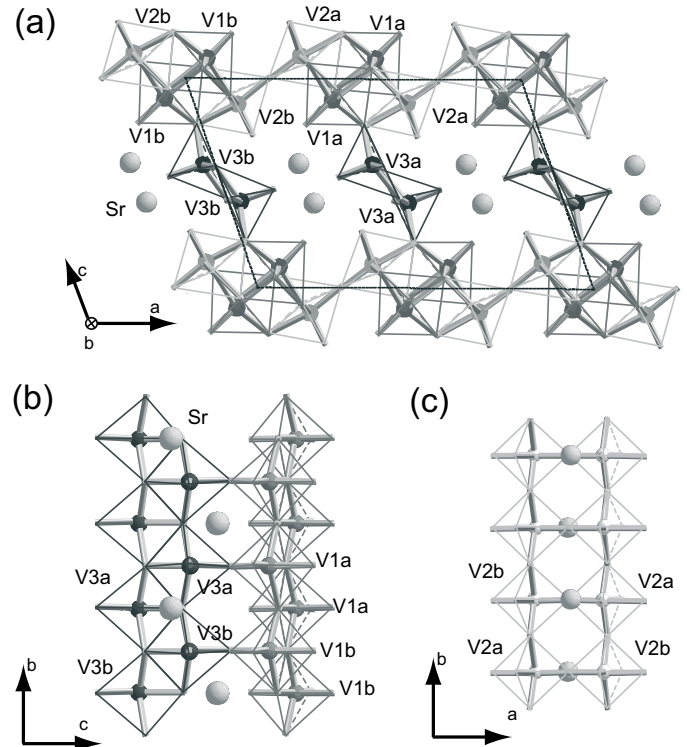 (a)
V2b V1b V2a V1a
V1b V2b V1a V2a
V3b V3a
Sr V3b V3a
c
a
b
(b) (c)
Sr
V1a
V3a V3a V2b V2a
V1a
V3b V1b V2a V2b
V3b
V1b
b b
c a